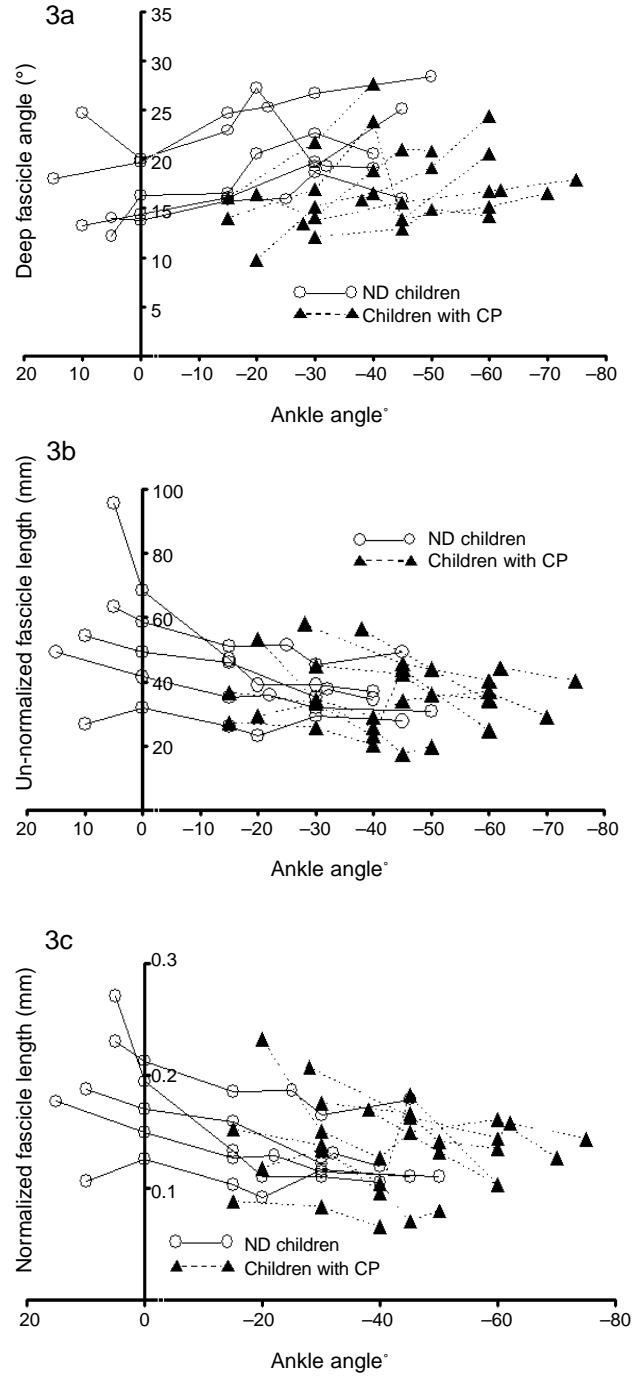 3a
Deep fascicle angle (°)
35
30
25
20
15
10
5
ND children
Children with CP
20 10 0 –10 –20 –30 –40 –50 –60 –70 –80
Ankle angle°
3b
Un-normalized fascicle length (mm)
100
80
60
40
20
ND children
Children with CP
20 10 0 –10 –20 –30 –40 –50 –60 –75 –80
Ankle angle°
3c
Normalized fascicle length (mm)
0.3
0.2
0.1
ND children
Children with CP
20 0 –20 –40 –60 –80
Ankle angle°